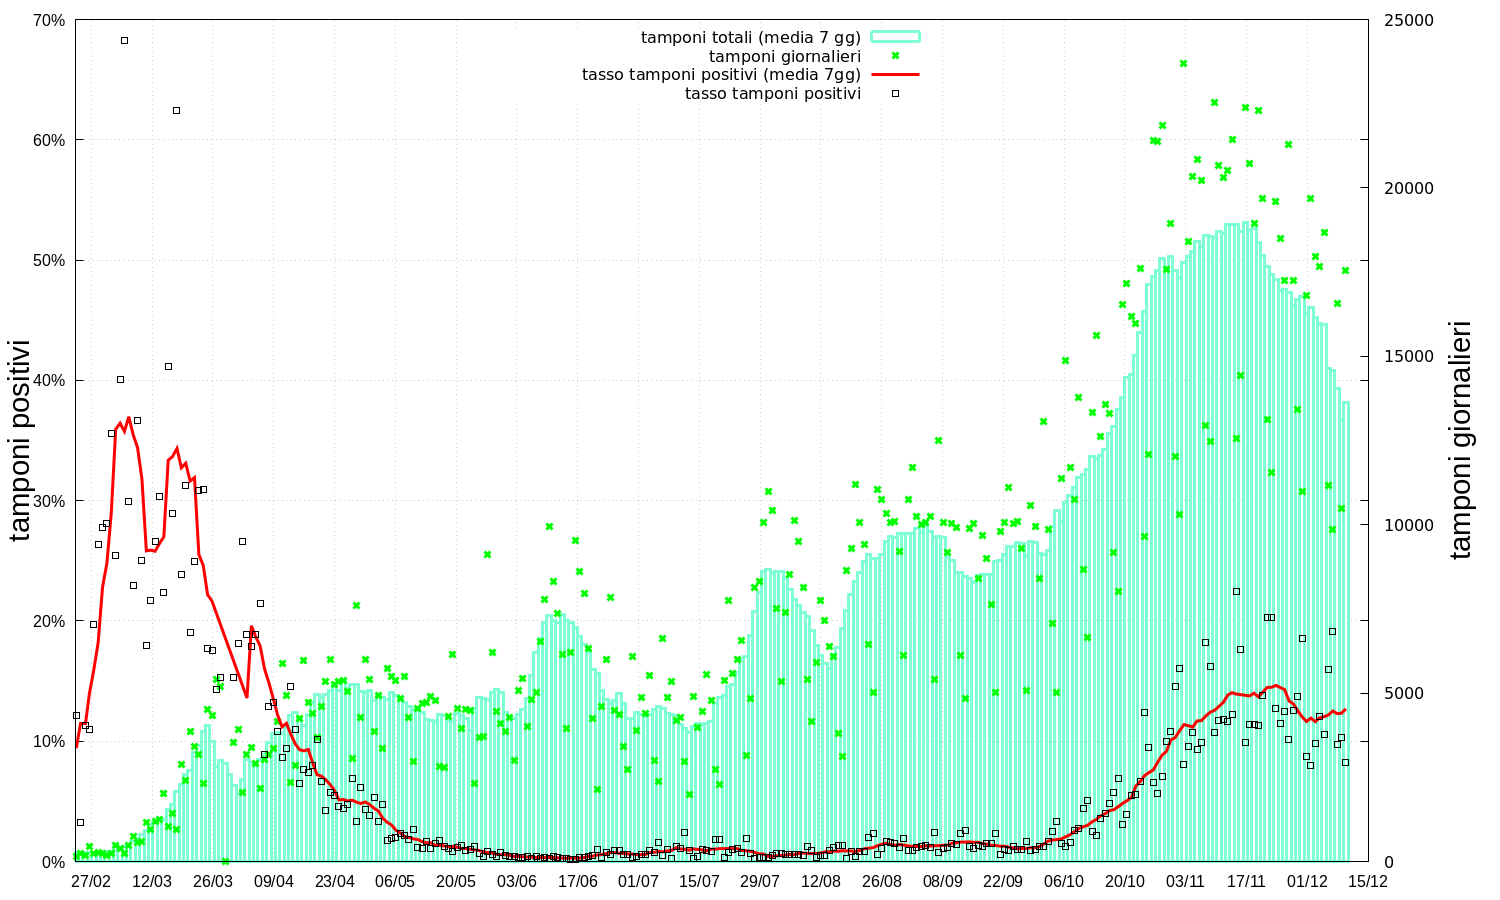 tamponi totali (media 7 gg)
tamponi giornalieri
tasso tamponi positivi (media 7gg)
tasso tamponi positivi
70%
60%
50%
40%
30%
20%
10%
0%
tamponi positivi
25000
20000
15000
10000
5000
0
tamponi giornalieri
27/02 12/03 26/03 09/04 23/04 06/05 20/05 03/06 17/06 01/07 15/07 29/07 12/08 26/08 08/09 22/09 06/10 20/10 03/11 17/11 01/12 15/12